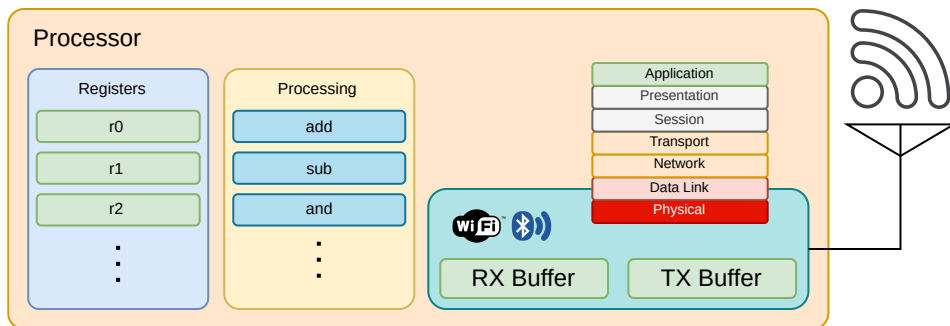 Processor
Registers
r0
r1
r2
Processing
add
sub
and
Application
Presentation
Session
Transport
Network
Data Link
Physical
WiFi™
RX Buffer
TX Buffer